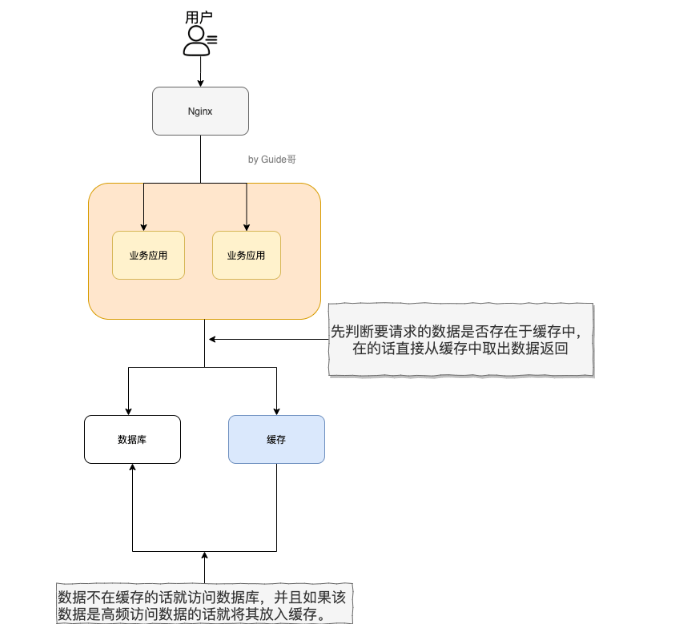 用户
Nginx
by Guide哥
业务应用
业务应用
先判断要请求的数据是否存在于缓存中，
在的话直接从缓存中取出数据返回
数据库
缓存
数据不在缓存的话就访问数据库，并且如果该
数据是高频访问数据的话就将其放入缓存。